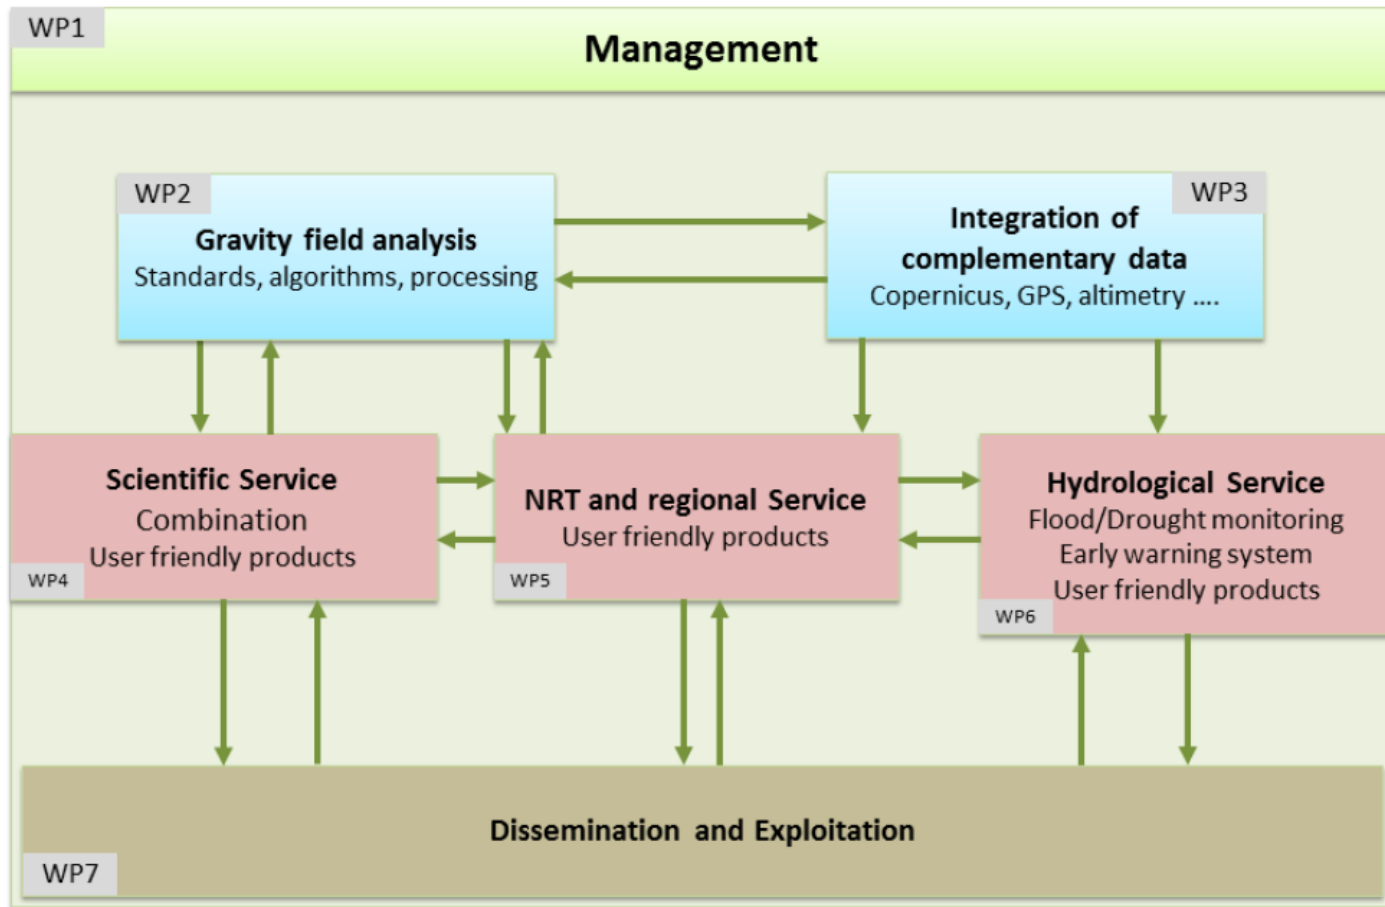 WP1
Management
WP2
Gravity field analysis
Standards, algorithms, processing
WP3
Integration of
complementary data
Copernicus, GPS, altimetry ....
Scientific Service
Combination
User friendly products
WP4
NRT and regional Service
User friendly products
WP5
Hydrological Service
Flood/Drought monitoring
Early warning system
User friendly products
WP6
Dissemination and Exploitation
WP7